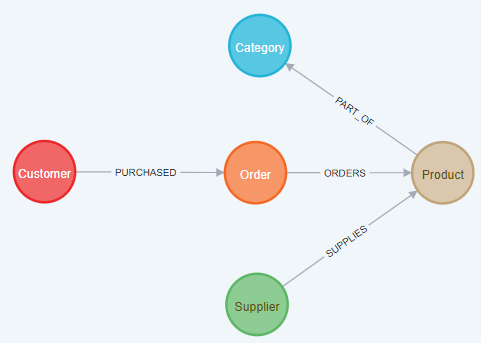 Category
PART_OF
Customer
PURCHASED
Order
ORDERS
Product
SUPPLIES
Supplier